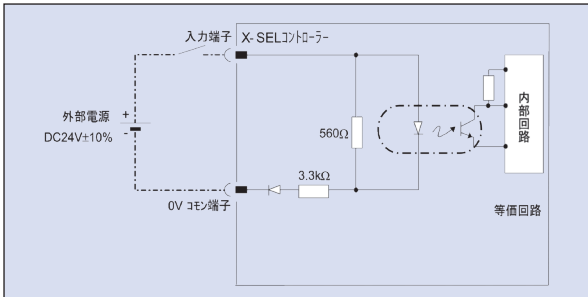 入力端子
X-SELコントローラー
外部電源
DC24V±10%
+
-
560Ω
3.3kΩ
0V コモン端子
内部回路
等価回路